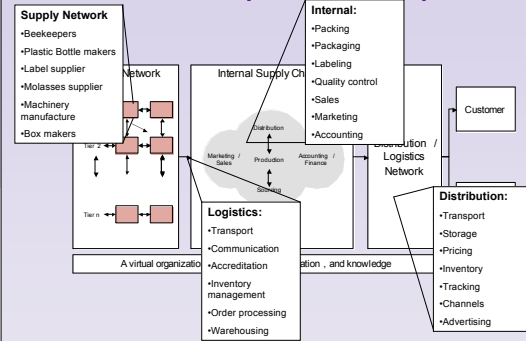 Supply Network
•Beekeepers
•Plastic Bottle makers
•Label supplier
•Molasses supplier
•Machinery
manufacture
•Box makers
Network
Tier 2
Tier n
Internal:
•Packing
•Packaging
•Labeling
•Quality control
•Sales
•Marketing
•Accounting
Internal Supply Ch
Distribution
Marketing /
Sales
Production
Accounting /
Finance
Sourcing
Distribution /
Logistics
Network
Customer
Logistics:
•Transport
•Communication
•Accreditation
•Inventory
management
•Order processing
•Warehousing
Distribution:
•Transport
•Storage
•Pricing
•Inventory
•Tracking
•Channels
•Advertising
A virtual organizatio
ation , and knowledge